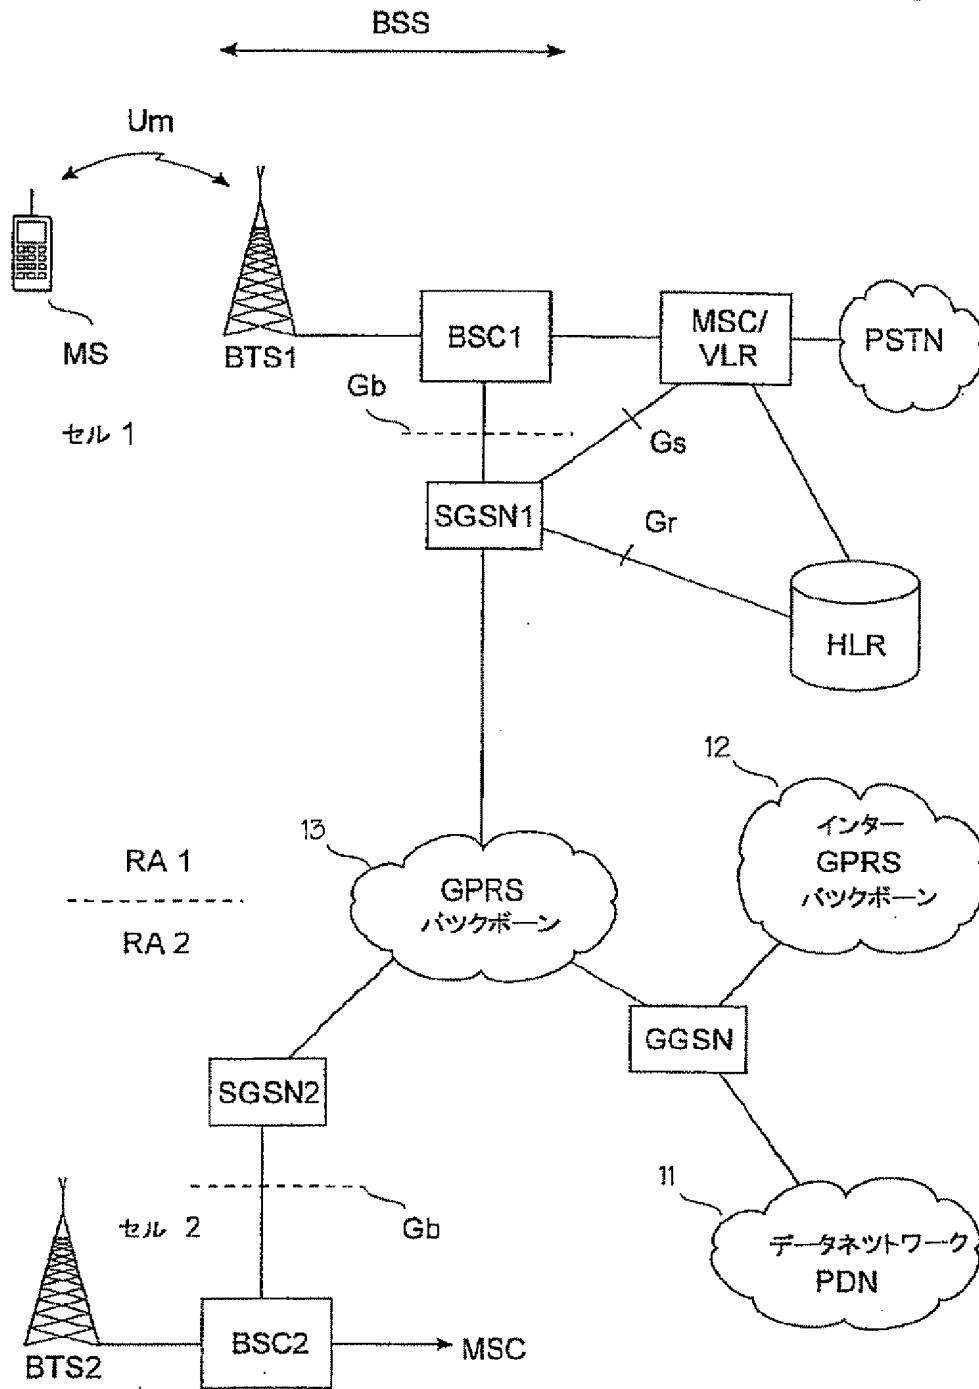 BSS
Um
MS
BTS1
BSC1
MSC/
VLR
PSTN
セル 1
Gb
Gs
SGSN1
Gr
HLR
12
インター
GPRS
バックボーン
13
GPRS
バックボーン
RA 1
RA 2
GGSN
SGSN2
11
データネットワーク
PDN
セル 2
Gb
BTS2
BSC2
MSC